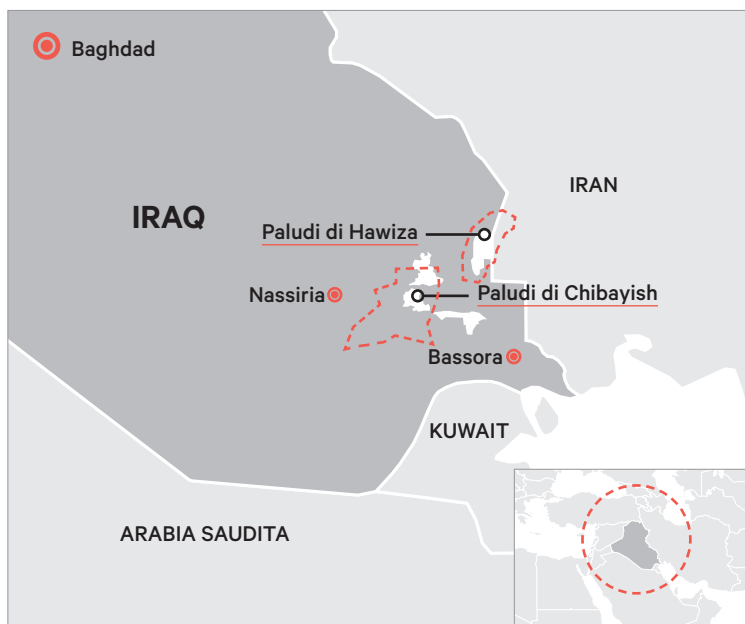 Baghdad
IRAN
IRAQ
Paludi di Hawiza
Nassiria
Paludi di Chibayish
Bassora
KUWAIT
ARABIA SAUDITA